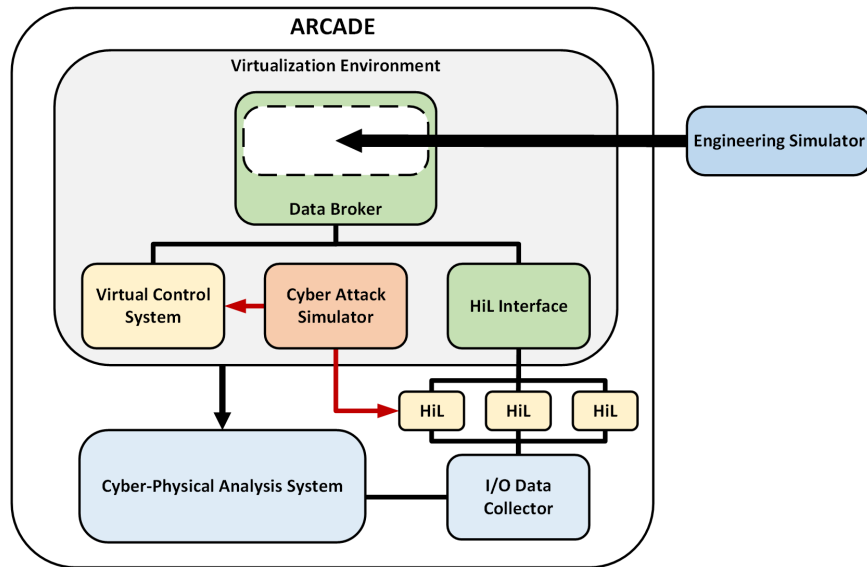 ARCADE
Virtualization Environment
Engineering Simulator
Data Broker
Virtual Control
System
Cyber Attack
Simulator
HiL Interface
HiL
HiL
HiL
Cyber-Physical Analysis System
I/O Data
Collector